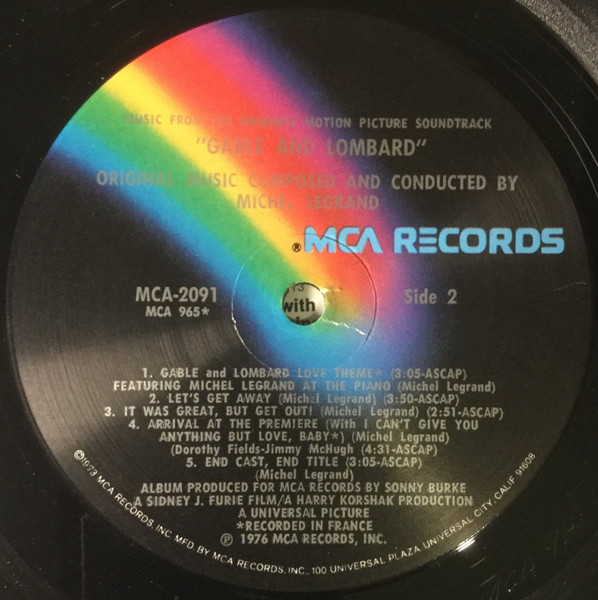 MUSIC FROM THE ORIGINAL MOTION PICTURE SOUNDTRACK
"GABLE AND LOMBARD"
ORIGINAL MUSIC COMPOSED AND CONDUCTED BY
MICHEL LEGRAND
® MCA RECORDS
MCA-2091
MCA 965*
Side 2
with
1. GABLE and LOMBARD LOVE THEME* (3:05-ASCAP)
FEATURING MICHEL LEGRAND AT THE PIANO (Michel Legrand)
2. LET'S GET AWAY (Michel Legrand) (3:50-ASCAP)
3. IT WAS GREAT, BUT GET OUT! (Michel Legrand) (2:51-ASCAP)
4. ARRIVAL AT THE PREMIERE (With I CAN'T GIVE YOU
ANYTHING BUT LOVE, BABY*) (Michel Legrand)
(Dorothy Fields-Jimmy McHugh) (4:31-ASCAP)
5. END CAST, END TITLE (3:05-ASCAP)
(Michel Legrand)
ALBUM PRODUCED FOR MCA RECORDS BY SONNY BURKE
A SIDNEY J. FURIE FILM/A HARRY KORSHAK PRODUCTION
A UNIVERSAL PICTURE
*RECORDED IN FRANCE
℗ 1976 MCA RECORDS, INC.
©1973 MCA RECORDS, INC. MFD. BY MCA RECORDS, INC., 100 UNIVERSAL PLAZA, UNIVERSAL CITY, CALIF. 91608